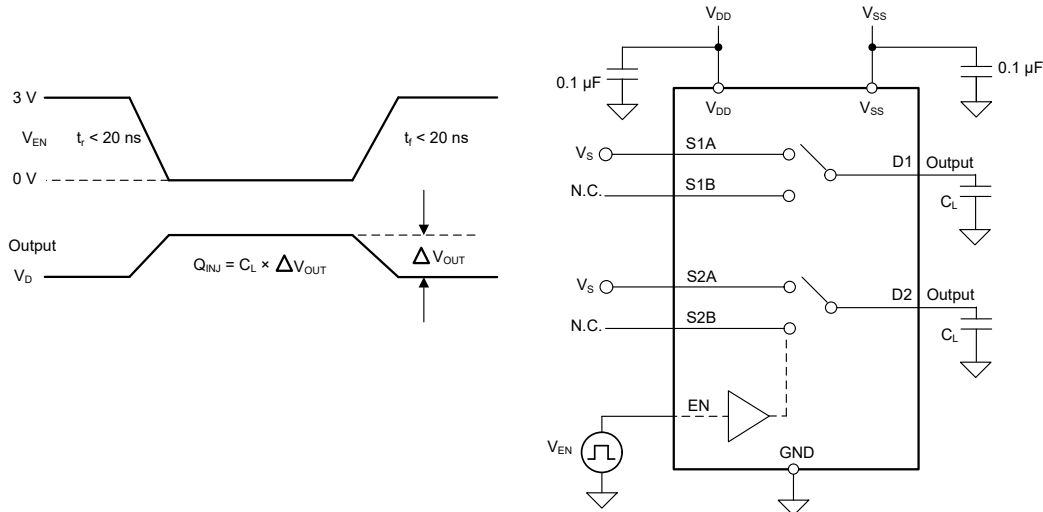 3 V
V_EN
t_r < 20 ns
t_f < 20 ns
0 V
Output
V_D
Q_INJ = C_L × Δ V_OUT
Δ V_OUT
V_DD
V_SS
0.1 µF
0.1 µF
V_DD
V_SS
V_S
S1A
D1
Output
N.C.
S1B
C_L
V_S
S2A
D2
Output
N.C.
S2B
C_L
EN
V_EN
GND